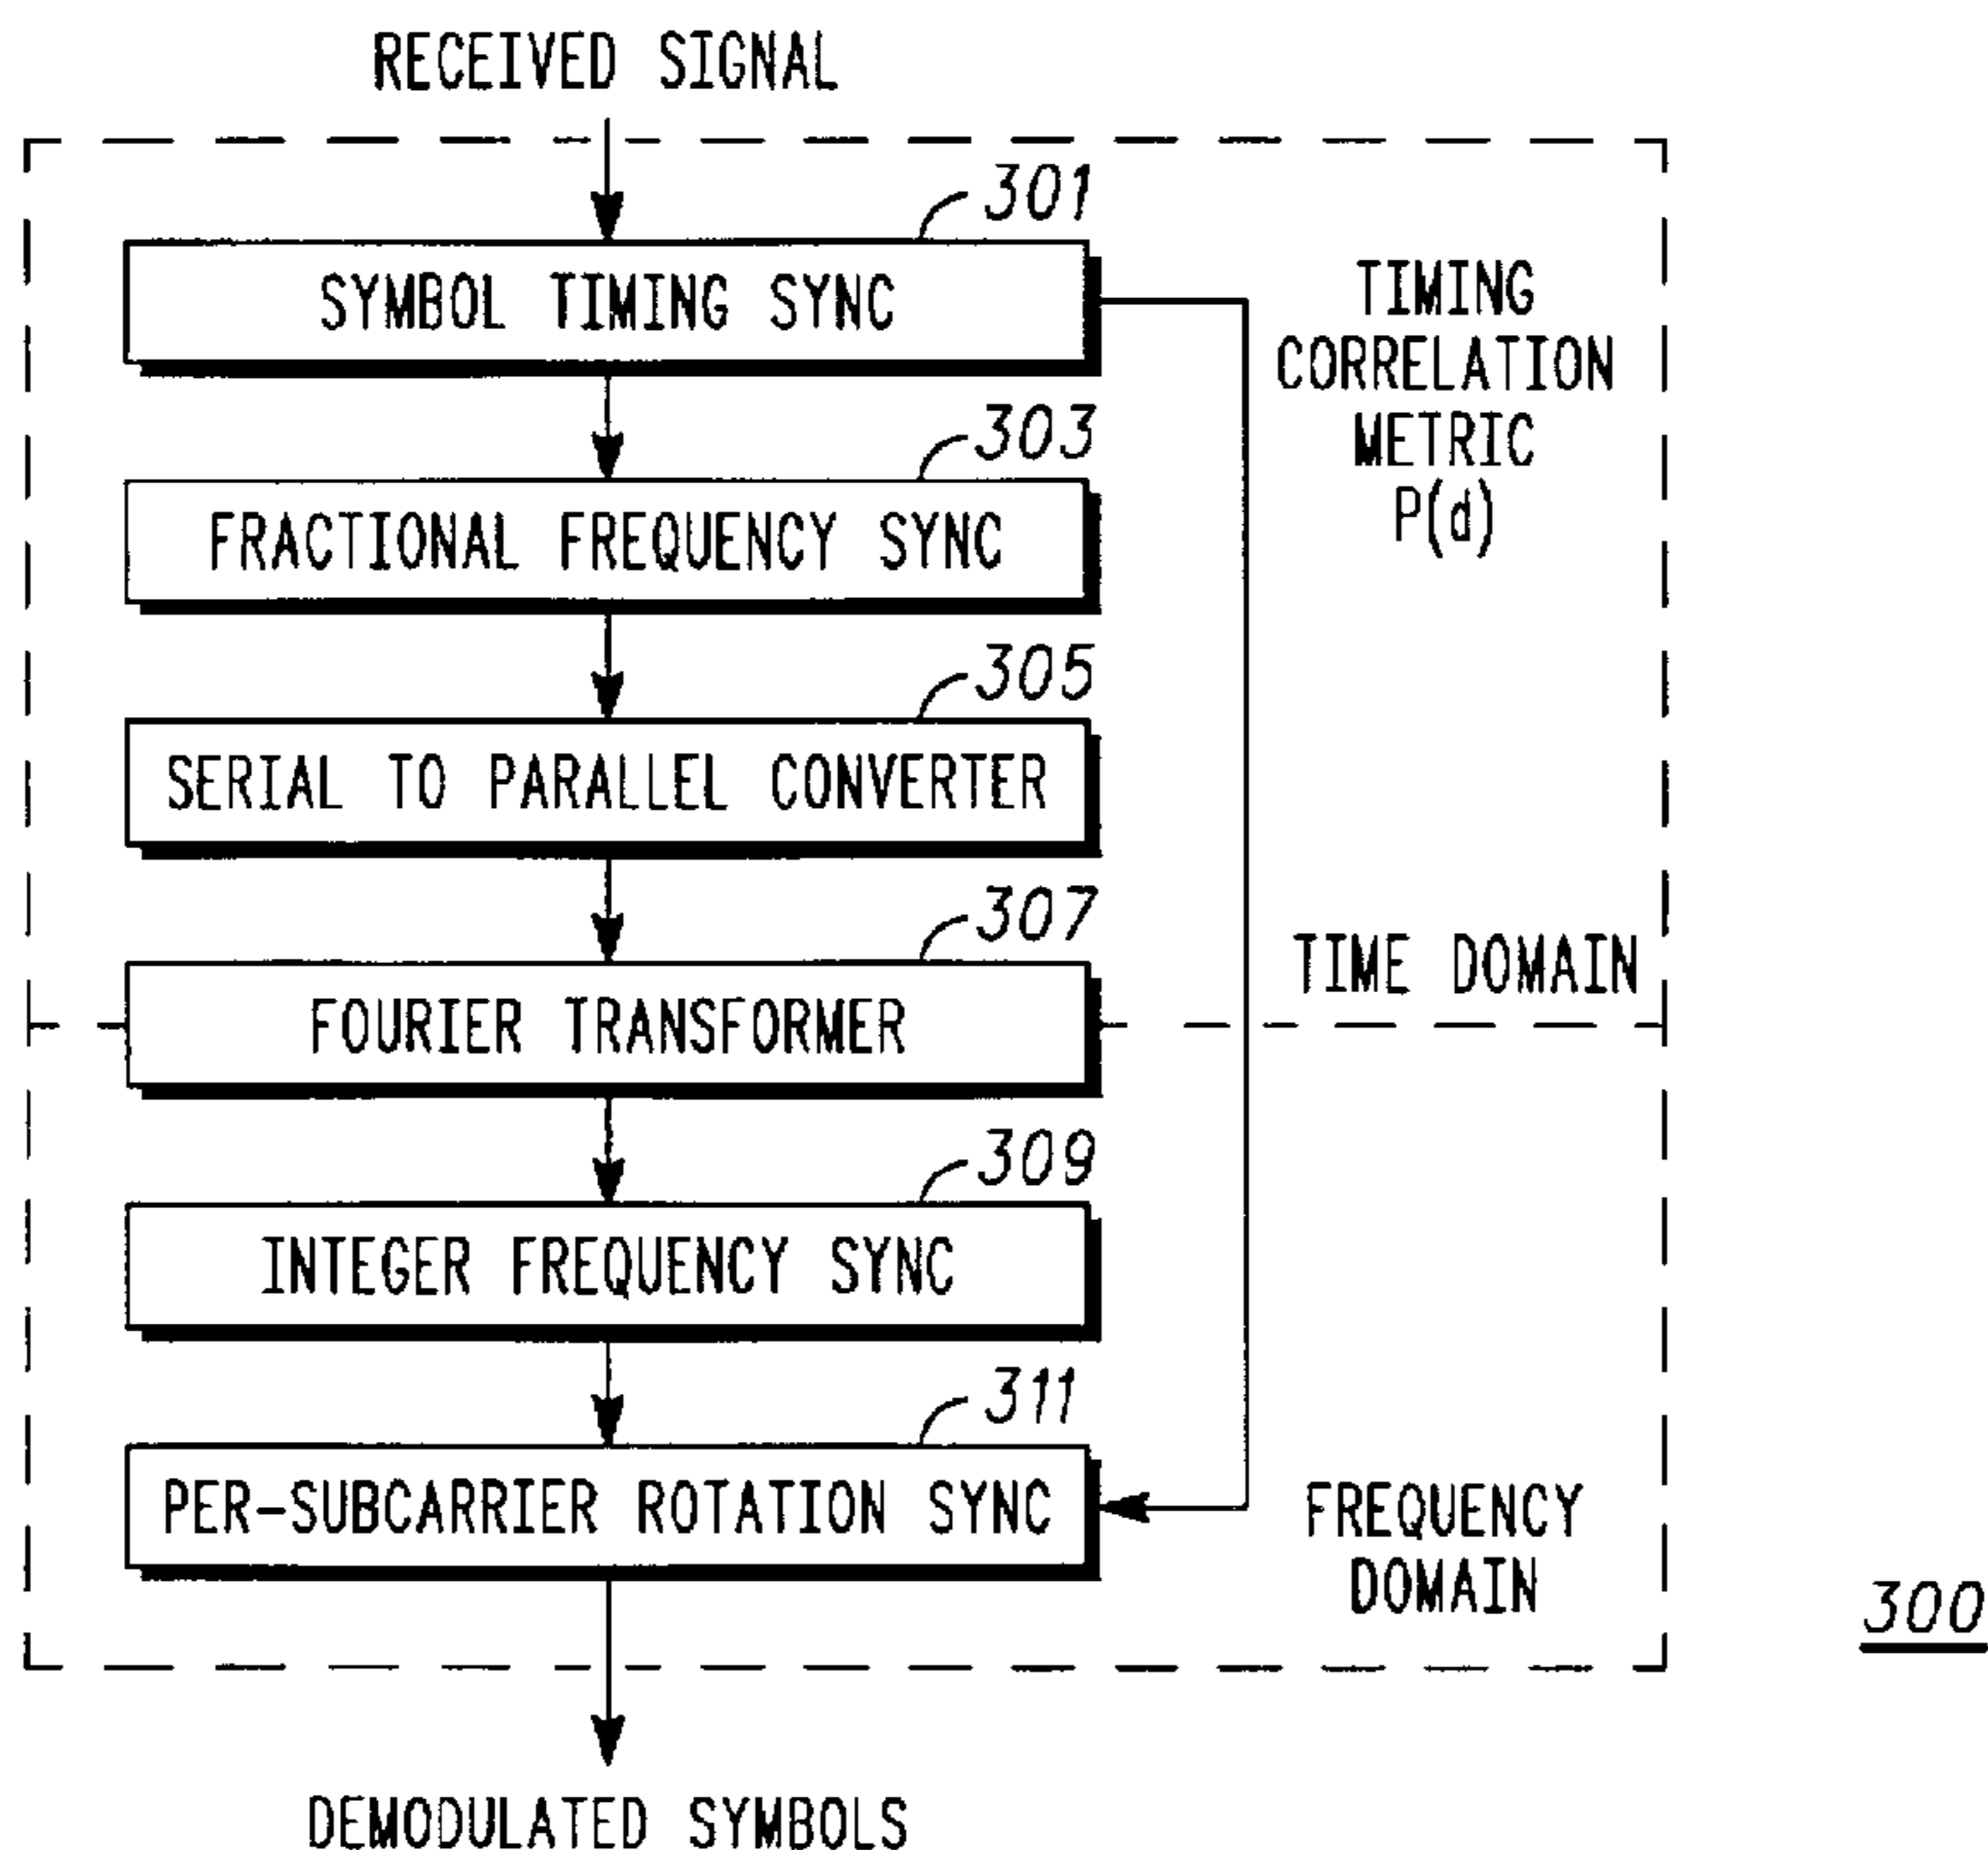 RECEIVED SIGNAL
301
SYMBOL TIMING SYNC
TIMING
CORRELATION
METRIC
P(d)
303
FRACTIONAL FREQUENCY SYNC
305
SERIAL TO PARALLEL CONVERTER
307
TIME DOMAIN
FOURIER TRANSFORMER
309
INTEGER FREQUENCY SYNC
311
PER-SUBCARRIER ROTATION SYNC
FREQUENCY
DOMAIN
300
DEMODULATED SYMBOLS